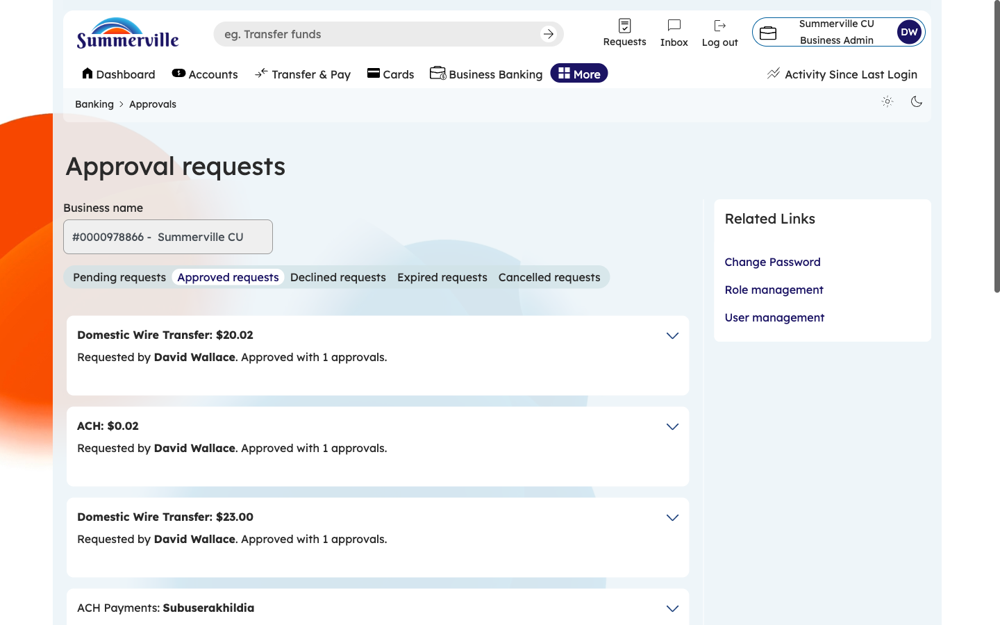 Summerville
eg. Transfer funds
Requests
Inbox
Log out
Summerville CU
Business Admin
DW
Dashboard
$
Accounts
Transfer & Pay
Cards
$
Business Banking
More
Activity Since Last Login
Banking > Approvals
Approval requests
Business name
#0000978866 - Summerville CU
Pending requests
Approved requests
Declined requests
Expired requests
Cancelled requests
Domestic Wire Transfer: $20.02
Requested by David Wallace. Approved with 1 approvals.
ACH: $0.02
Requested by David Wallace. Approved with 1 approvals.
Domestic Wire Transfer: $23.00
Requested by David Wallace. Approved with 1 approvals.
ACH Payments: Subuserakhildia
Related Links
Change Password
Role management
User management